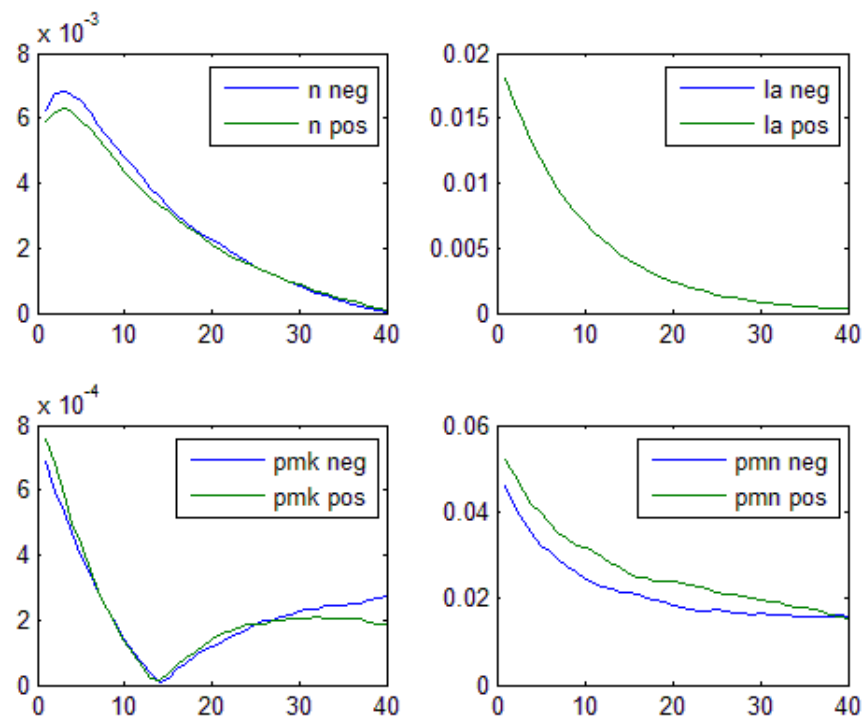 x 10⁻³
8
6
4
2
0
0 10 20 30 40
n neg
n pos
0.02
0.015
0.01
0.005
0
0 10 20 30 40
la neg
la pos
x 10⁻⁴
8
6
4
2
0
0 10 20 30 40
pmk neg
pmk pos
0.06
0.04
0.02
0
0 10 20 30 40
pmn neg
pmn pos